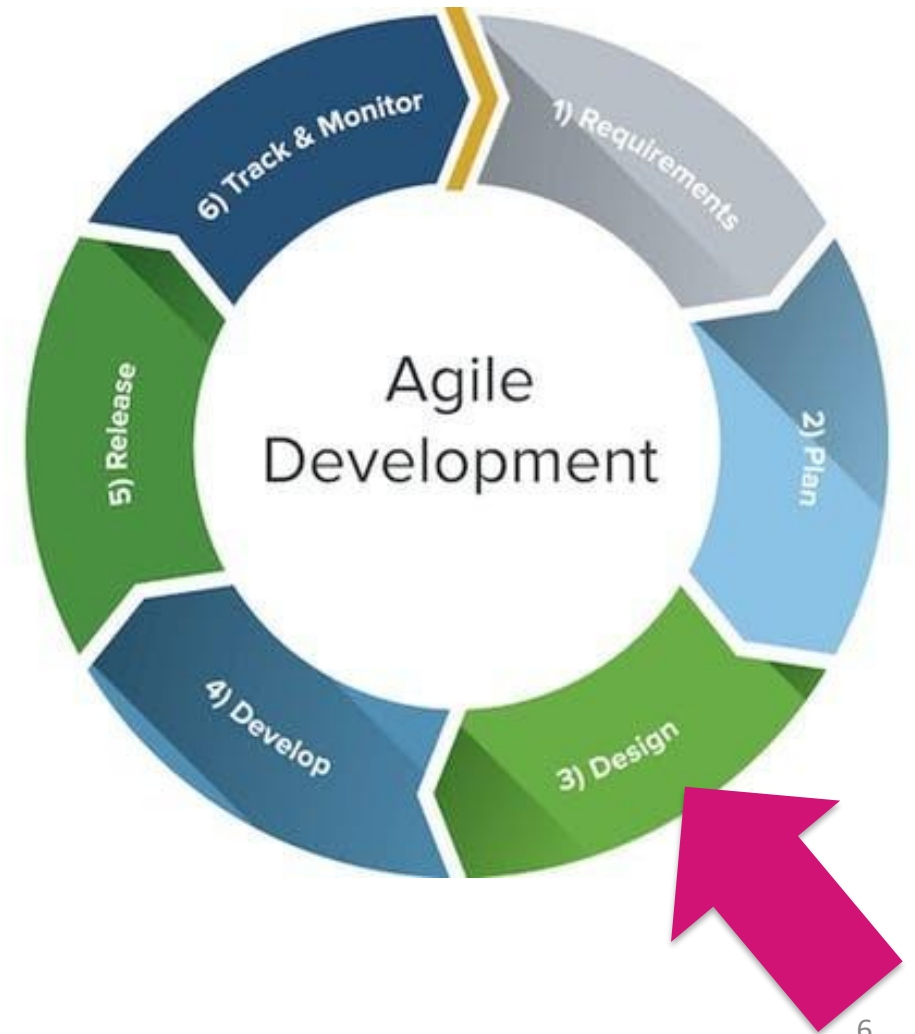 Agile
Development
1) Requirements
2) Plan
3) Design
4) Develop
5) Release
6) Track & Monitor
6